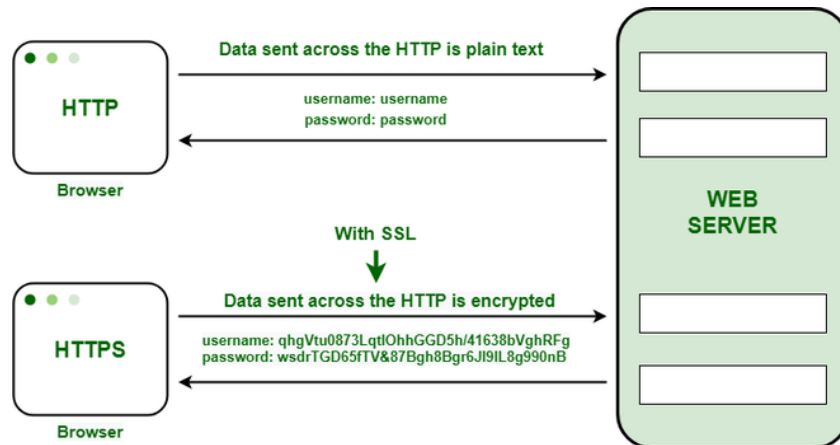 Data sent across the HTTP is plain text
HTTP
username: username
password: password
Browser
WEB
SERVER
With SSL
Data sent across the HTTP is encrypted
HTTPS
username: qhgVtu0873LqtlOhhGGD5h/41638bVghRFg
password: wsdrTGD65fTV&87Bgh8Bgr6JI9IL8g990nB
Browser